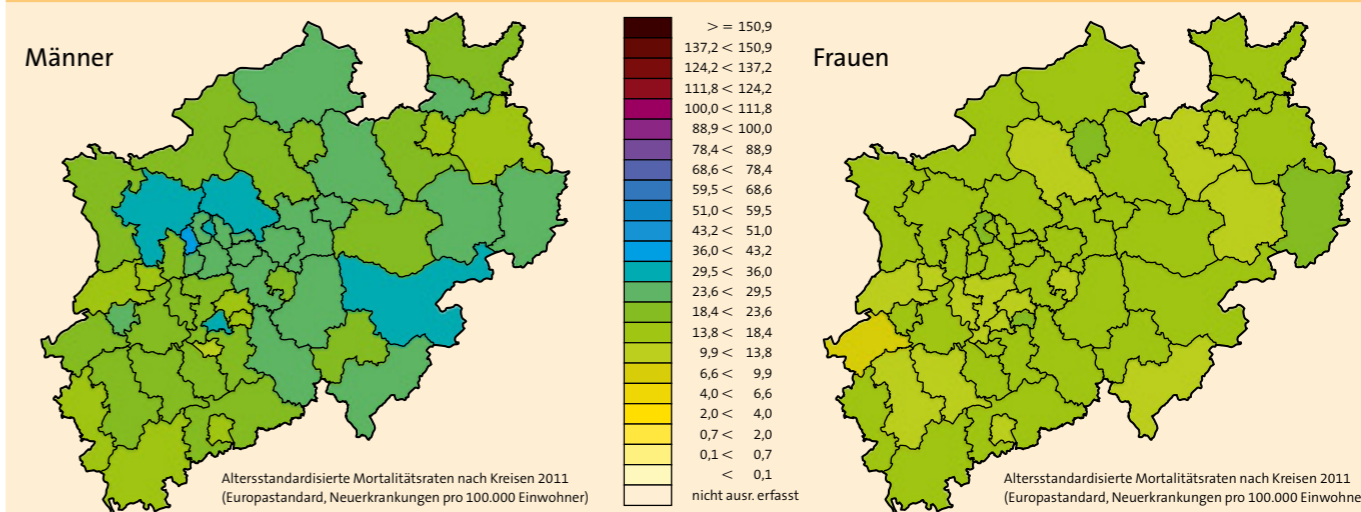 Männer
Frauen
> = 150,9
137,2 < 150,9
124,2 < 137,2
111,8 < 124,2
100,0 < 111,8
88,9 < 100,0
78,4 < 88,9
68,6 < 78,4
59,5 < 68,6
51,0 < 59,5
43,2 < 51,0
36,0 < 43,2
29,5 < 36,0
23,6 < 29,5
18,4 < 23,6
13,8 < 18,4
9,9 < 13,8
6,6 < 9,9
4,0 < 6,6
2,0 < 4,0
0,7 < 2,0
0,1 < 0,7
< 0,1
nicht ausr. erfasst
Altersstandardisierte Mortalitätsraten nach Kreisen 2011
(Europastandard, Neuerkrankungen pro 100.000 Einwohner)
Altersstandardisierte Mortalitätsraten nach Kreisen 2011
(Europastandard, Neuerkrankungen pro 100.000 Einwohne